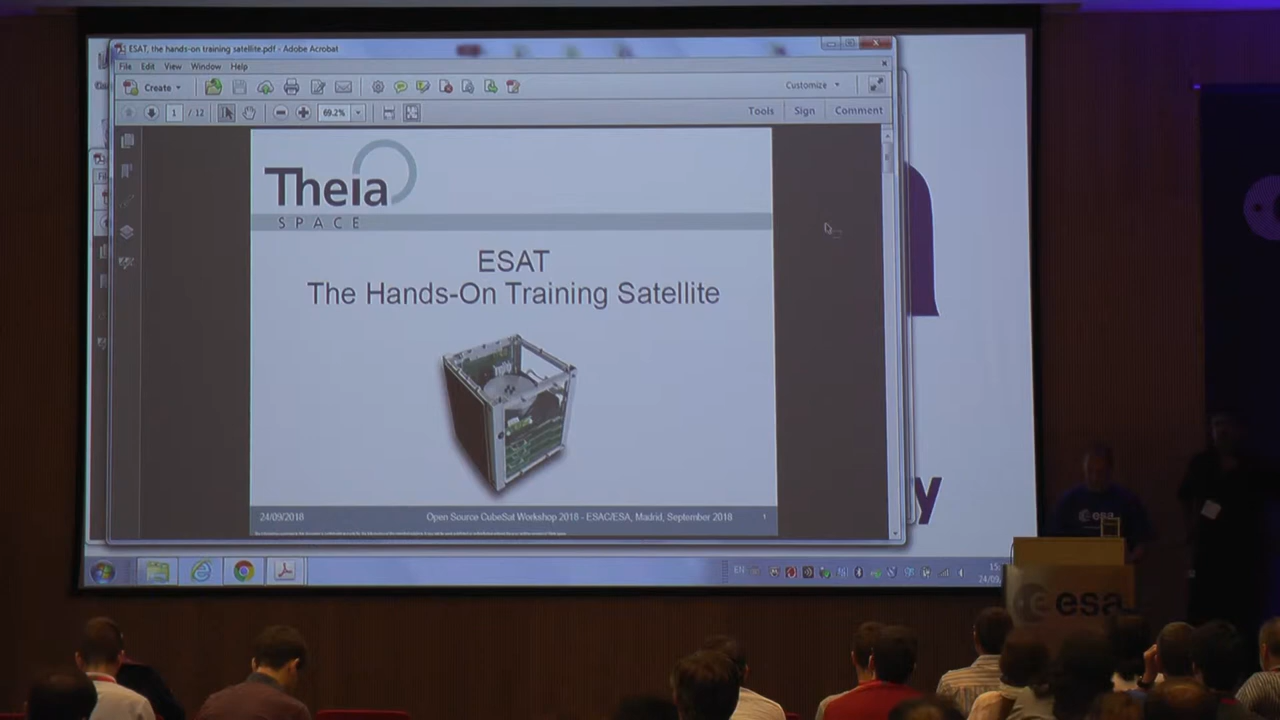 ESAT, the hands-on training satellite.pdf - Adobe Acrobat
File Edit View Window Help
Create
Customize
1 / 12
69.2%
Tools Sign Comment
Theia
SPACE
ESAT
The Hands-On Training Satellite
24/09/2018
Open Source CubeSat Workshop 2018 - ESAC/ESA, Madrid, September 2018
1
y
EN
esa
esa